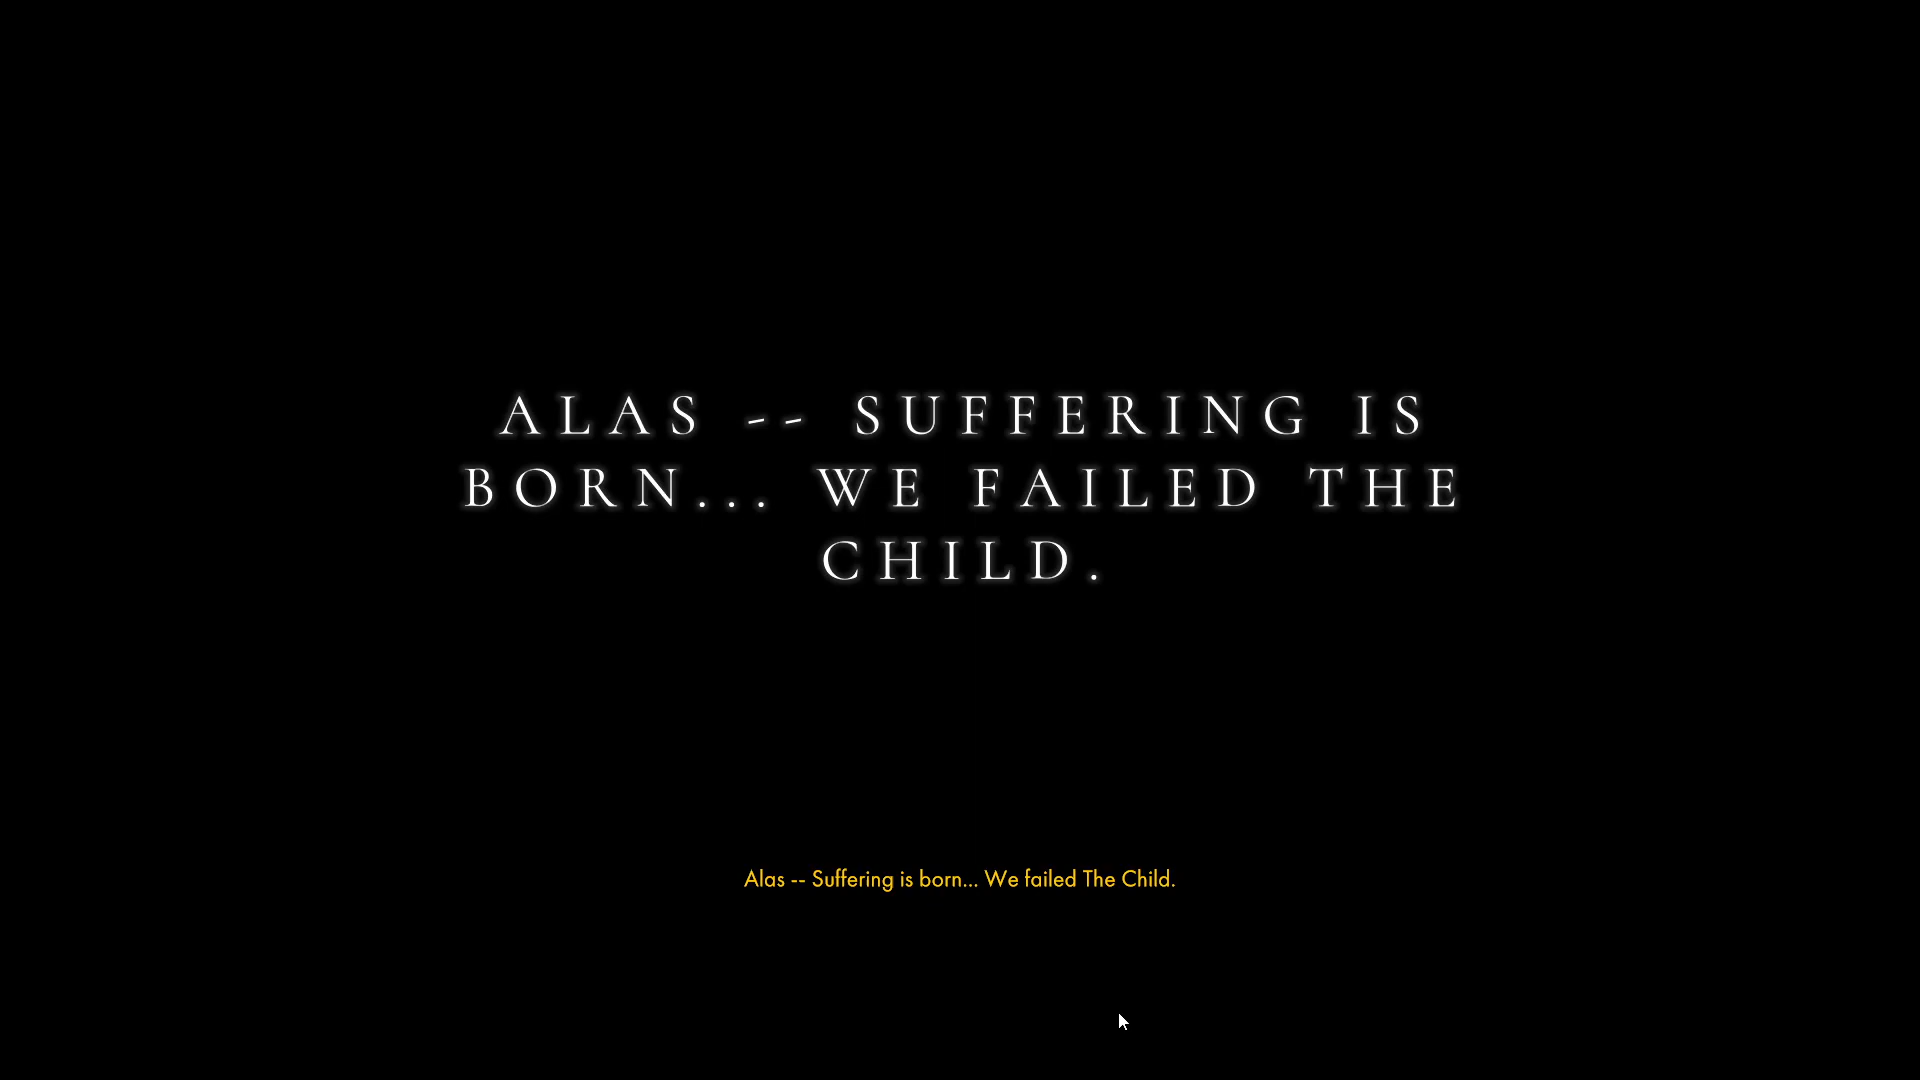 ALAS -- SUFFERING IS
BORN... WE FAILED THE
CHILD.
Alas -- Suffering is born... We failed The Child.